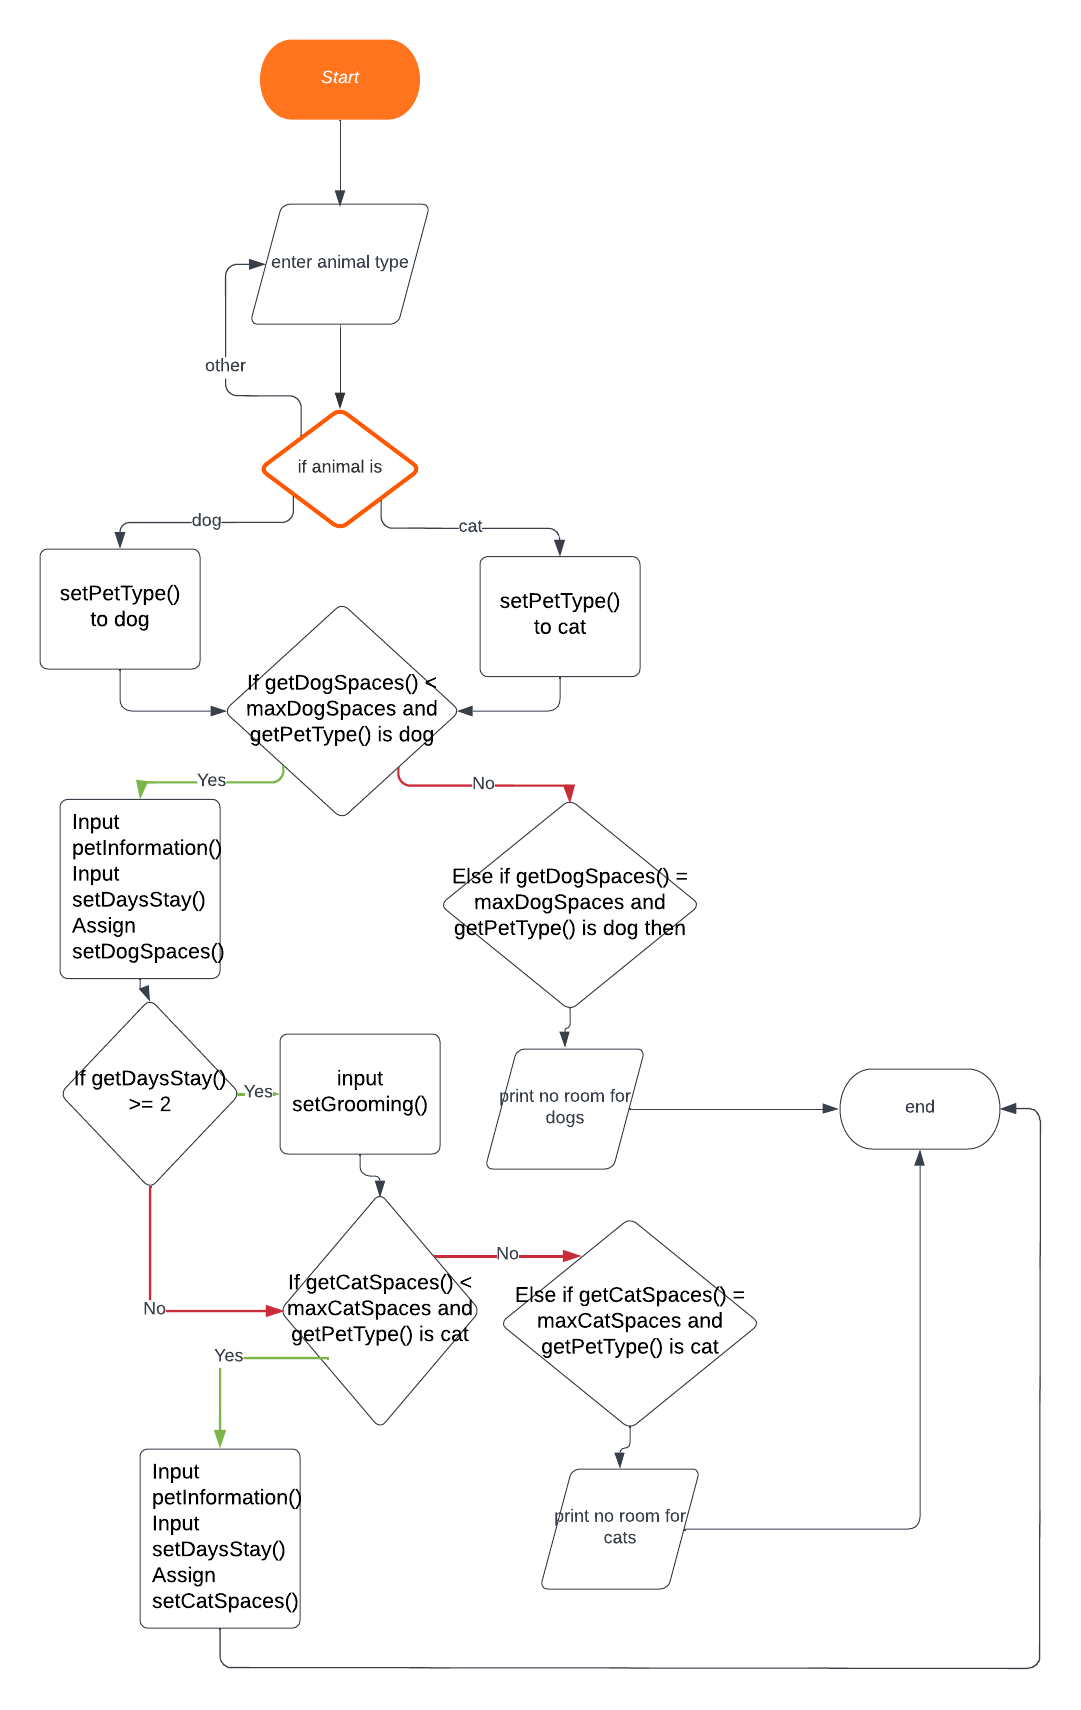 Start
enter animal type
other
if animal is
dog
cat
setPetType()
to dog
setPetType()
to cat
If getDogSpaces() <
maxDogSpaces and
getPetType() is dog
Yes
No
Input
petInformation()
Input
setDaysStay()
Assign
setDogSpaces()
Else if getDogSpaces() =
maxDogSpaces and
getPetType() is dog then
If getDaysStay()
>= 2
Yes
input
setGrooming()
print no room for
dogs
end
No
If getCatSpaces() <
maxCatSpaces and
getPetType() is cat
No
Else if getCatSpaces() =
maxCatSpaces and
getPetType() is cat
Yes
Input
petInformation()
Input
setDaysStay()
Assign
setCatSpaces()
print no room for
cats